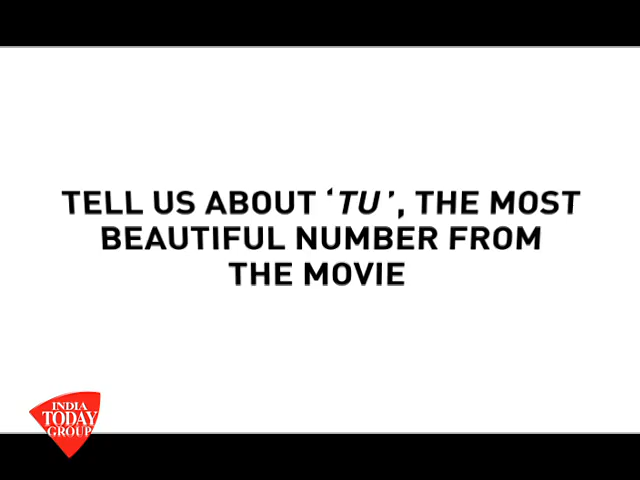 TELL US ABOUT ‘TU’, THE MOST
BEAUTIFUL NUMBER FROM
THE MOVIE
INDIA
TODAY
GROUP